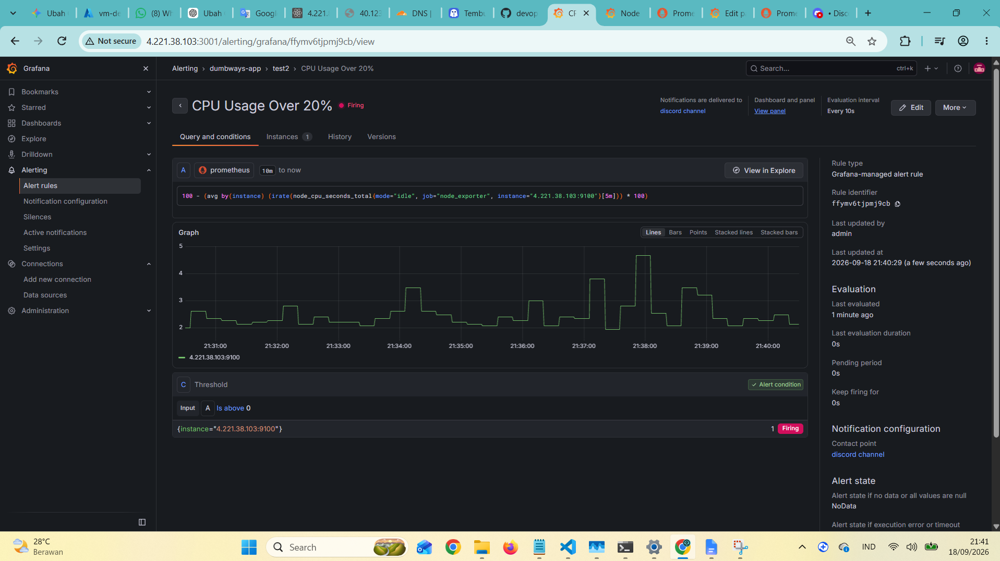 Ubah
vm-de
(8) Wh
Ubah
Googl
4.221.8
40.123
DNS |
Tembu
devop
CP
Node
Prome
Edit p
Prome
• Disc
Not secure
4.221.38.103:3001/alerting/grafana/ffymv6tjpmj9cb/view
Grafana
Alerting › dumbways-app › test2 › CPU Usage Over 20%
Search...
ctrl+k
Bookmarks
Starred
Dashboards
Explore
Drilldown
Alerting
Alert rules
Notification configuration
Silences
Active notifications
Settings
Connections
Add new connection
Data sources
Administration
CPU Usage Over 20%
Firing
Notifications are delivered to
discord channel
Dashboard and panel
View panel
Evaluation interval
Every 10s
Edit
More
Query and conditions
Instances 1
History
Versions
A prometheus 10m to now
View in Explore
100 - (avg by(instance) (irate(node_cpu_seconds_total{mode="idle", job="node_exporter", instance="4.221.38.103:9100"}[5m])) * 100)
Graph
Lines Bars Points Stacked lines Stacked bars
5
4
3
2
21:31:00 21:32:00 21:33:00 21:34:00 21:35:00 21:36:00 21:37:00 21:38:00 21:39:00 21:40:00
4.221.38.103:9100
C Threshold
Alert condition
Input A Is above 0
{instance="4.221.38.103:9100"}
1 Firing
Rule type
Grafana-managed alert rule
Rule identifier
ffymv6tjpmj9cb
Last updated by
admin
Last updated at
2026-09-18 21:40:29 (a few seconds ago)
Evaluation
Last evaluated
1 minute ago
Last evaluation duration
0s
Pending period
0s
Keep firing for
0s
Notification configuration
Contact point
discord channel
Alert state
Alert state if no data or all values are null
NoData
Alert state if execution error or timeout
28°C
Berawan
Search
IND
21:41
18/09/2026